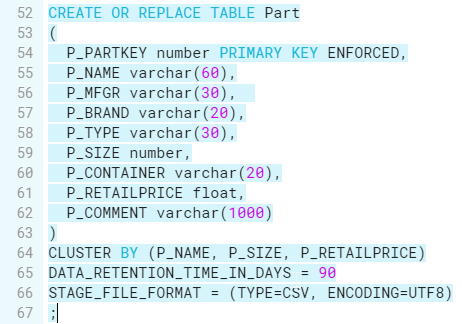 52 CREATE OR REPLACE TABLE Part
53 (
54 P_PARTKEY number PRIMARY KEY ENFORCED,
55 P_NAME varchar(60),
56 P_MFGR varchar(30),
57 P_BRAND varchar(20),
58 P_TYPE varchar(30),
59 P_SIZE number,
60 P_CONTAINER varchar(20),
61 P_RETAILPRICE float,
62 P_COMMENT varchar(1000)
63 )
64 CLUSTER BY (P_NAME, P_SIZE, P_RETAILPRICE)
65 DATA_RETENTION_TIME_IN_DAYS = 90
66 STAGE_FILE_FORMAT = (TYPE=CSV, ENCODING=UTF8)
67 ;